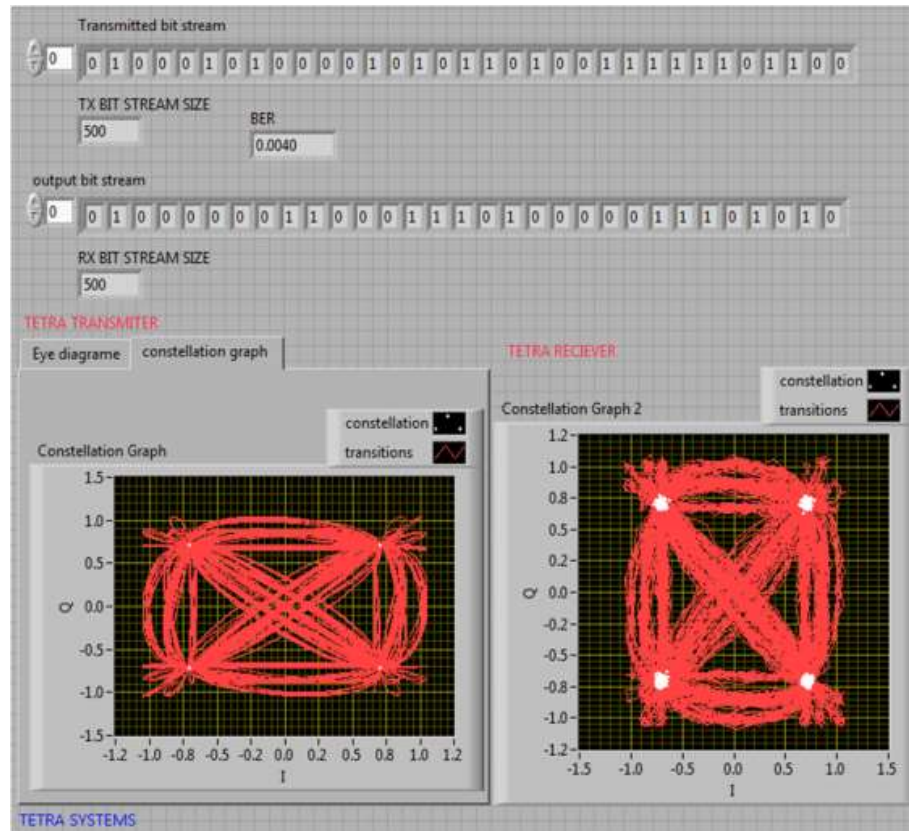 Transmitted bit stream
0 0 1 0 0 0 1 0 1 0 0 0 0 1 1 0 1 0 1 1 0 1 0 0 1 1 1 1 1 1 0 1 1 0 0
TX BIT STREAM SIZE
500
BER
0.0040
output bit stream
0 0 1 0 0 0 0 0 0 1 1 0 0 0 1 1 1 0 1 0 0 0 0 0 0 1 1 1 0 1 0 1 0
RX BIT STREAM SIZE
500
TETRA TRANSMITER
Eye diagrame constellation graph
TETRA RECIEVER
constellation
transitions
Constellation Graph
1.5
1.0
0.5
Q 0.0
-0.5
-1.0
-1.5
-1.2 -1.0 -0.8 -0.5 -0.2 0.0 0.2 0.5 0.8 1.0 1.2
I
constellation
transitions
Constellation Graph 2
1.2
1.0
0.8
0.5
0.2
Q 0.0
-0.2
-0.5
-0.8
-1.0
-1.2
-1.5 -1.0 -0.5 0.0 0.5 1.0 1.5
I
TETRA SYSTEMS